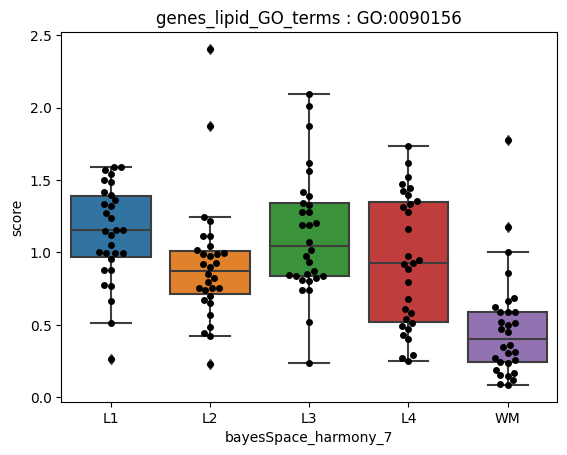 genes_lipid_GO_terms : GO:0090156
2.5
2.0
1.5
1.0
0.5
0.0
score
L1 L2 L3 L4 WM
bayesSpace_harmony_7